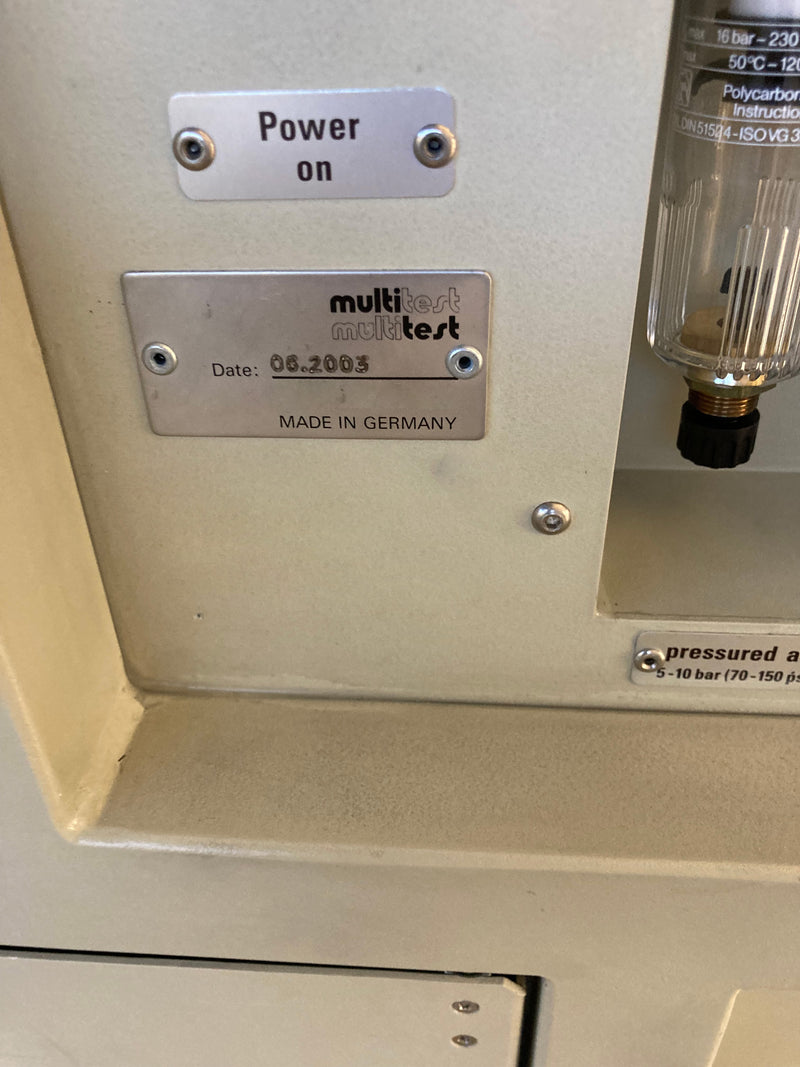 Power
on
multitest
multitest
Date: 06.2003
MADE IN GERMANY
max 16 bar – 230
50°C – 120
Polycarbon
Instructio
DIN 51524 - ISO VG 3
pressured a
5 - 10 bar (70 - 150 ps